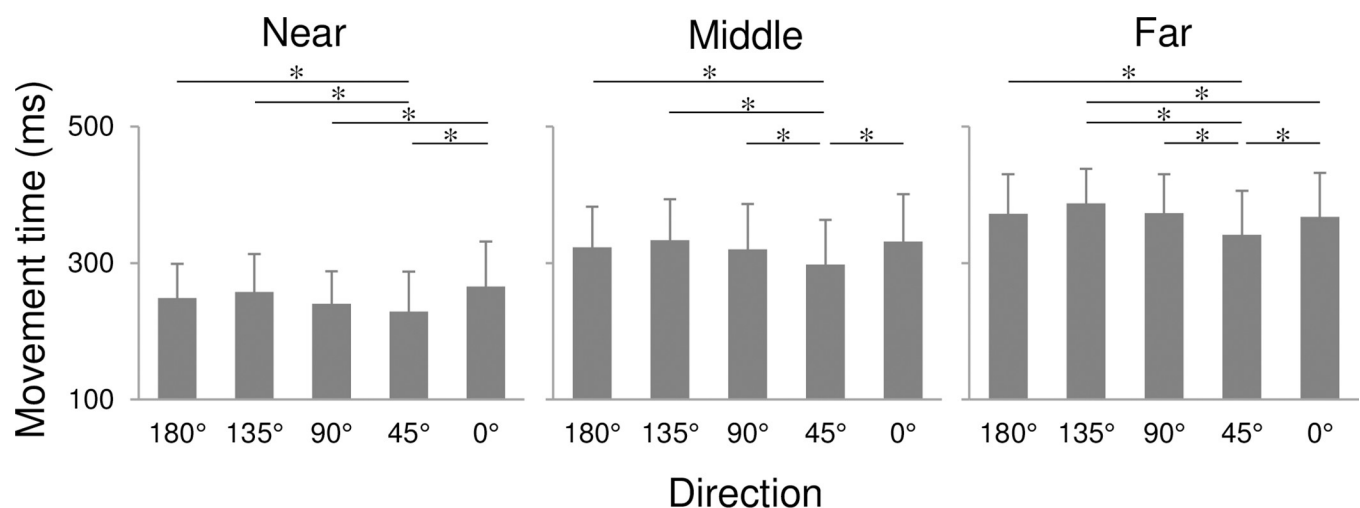 Near Middle Far
* * *
* * *
* * *
* * * * *
Movement time (ms)
500
300
100
180° 135° 90° 45° 0° 180° 135° 90° 45° 0° 180° 135° 90° 45° 0°
Direction